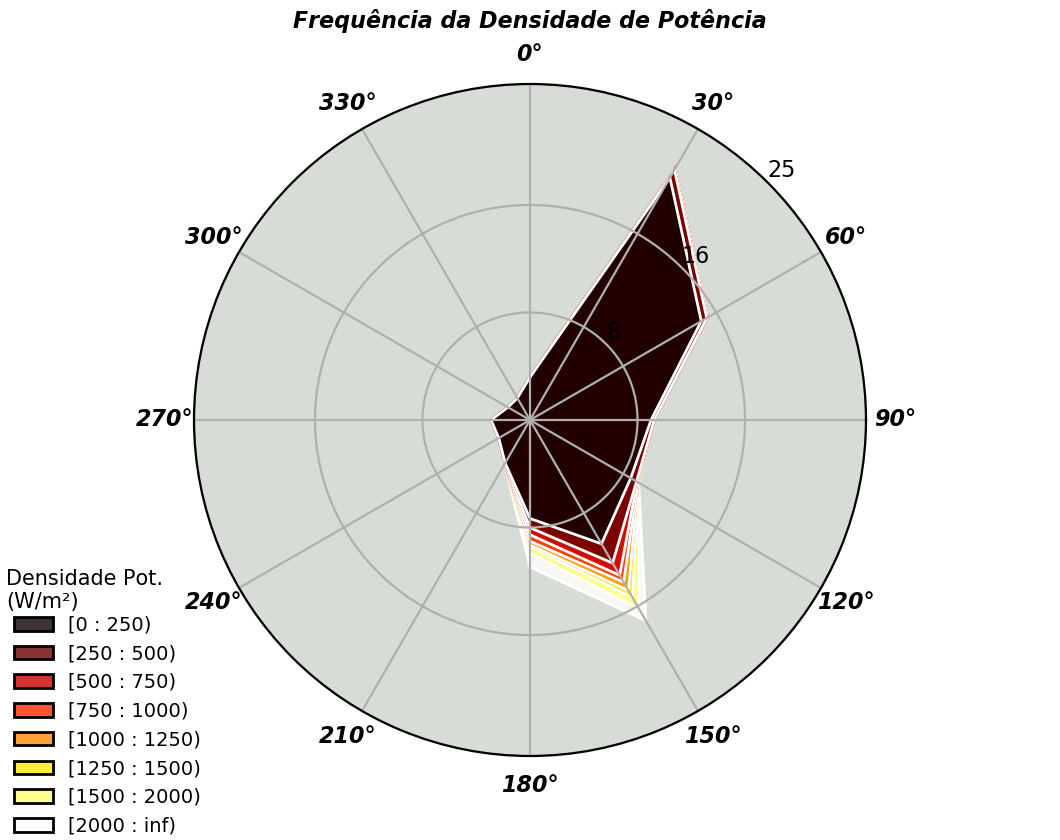 Frequência da Densidade de Potência
0°
330°
30°
25
300°
60°
16
8
270°
90°
240°
120°
210°
150°
180°
Densidade Pot.
(W/m²)
[0 : 250)
[250 : 500)
[500 : 750)
[750 : 1000)
[1000 : 1250)
[1250 : 1500)
[1500 : 2000)
[2000 : inf)